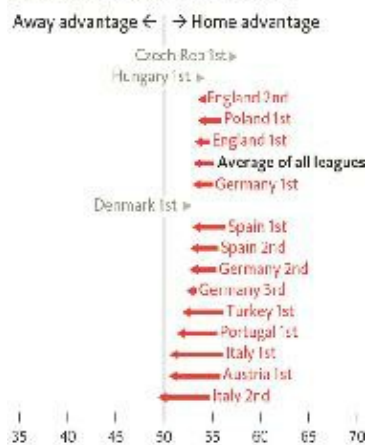 Away advantage ← → Home advantage
Czech Rep 1st
Hungary 1st
England 2nd
Poland 1st
England 1st
Average of all leagues
Germany 1st
Denmark 1st
Spain 1st
Spain 2nd
Germany 2nd
Germany 3rd
Turkey 1st
Portugal 1st
Italy 1st
Austria 1st
Italy 2nd
35 40 45 50 55 60 65 70